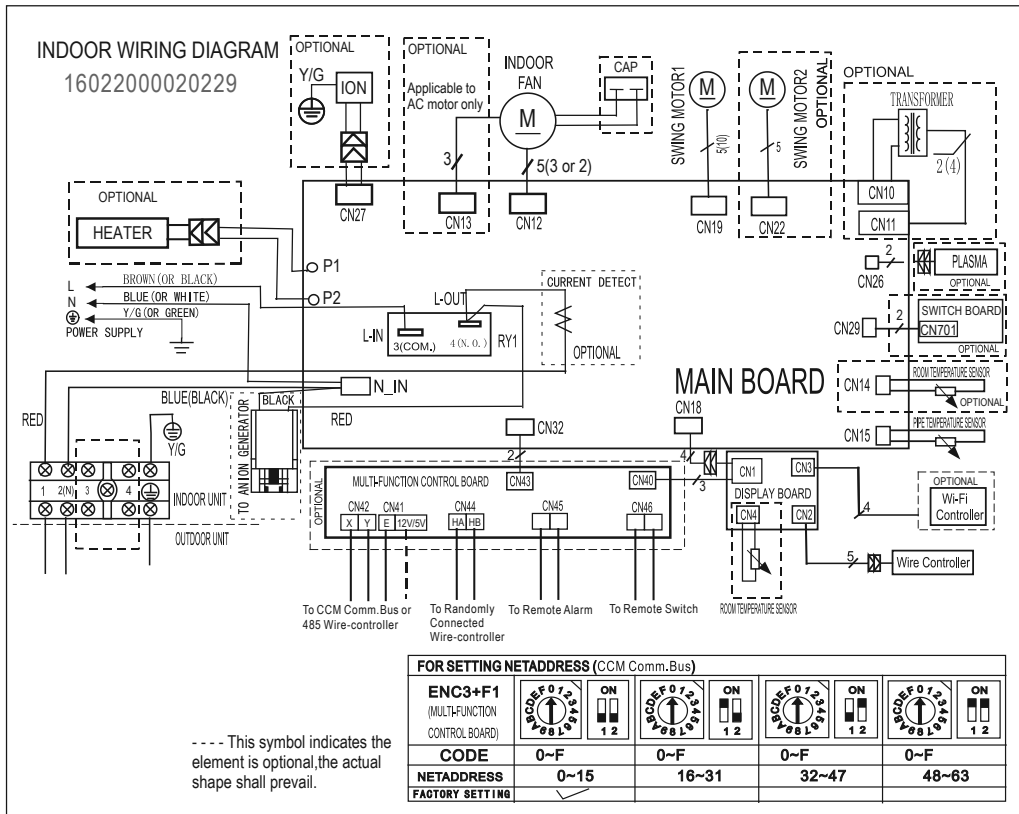 INDOOR WIRING DIAGRAM
16022000020229
OPTIONAL
Y/G
ION
CN27
OPTIONAL
Applicable to
AC motor only
3
CN13
INDOOR
FAN
M
5(3 or 2)
CN12
CAP
SWING MOTOR1
M
5(10)
CN19
SWING MOTOR2
OPTIONAL
M
5
CN22
OPTIONAL
TRANSFORMER
2(4)
CN10
CN11
OPTIONAL
HEATER
P1
P2
L
BROWN(OR BLACK)
N
BLUE(OR WHITE)
Y/G(OR GREEN)
POWER SUPPLY
L-IN
L-OUT
3(COM.)
4(N.O.)
RY1
CURRENT DETECT
OPTIONAL
2
CN26
PLASMA
OPTIONAL
2
CN29
SWITCH BOARD
CN701
OPTIONAL
CN14
ROOM TEMPERATURE SENSOR
OPTIONAL
CN15
PIPE TEMPERATURE SENSOR
MAIN BOARD
N_IN
RED
BLUE(BLACK)
BLACK
RED
Y/G
TO ANION GENERATOR
1
2(N)
3
4
INDOOR UNIT
OUTDOOR UNIT
CN32
2
CN18
4
3
OPTIONAL
MULTI-FUNCTION CONTROL BOARD
CN43
CN40
CN42
CN41
CN44
CN45
CN46
X
Y
E
12V/5V
HA
HB
To CCM Comm.Bus or
485 Wire-controller
To Randomly
Connected
Wire-controller
To Remote Alarm
To Remote Switch
CN1
CN3
DISPLAY BOARD
CN4
CN2
ROOM TEMPERATURE SENSOR
4
OPTIONAL
Wi-Fi
Controller
5
Wire Controller
---- This symbol indicates the
element is optional,the actual
shape shall prevail.
FOR SETTING NETADDRESS (CCM Comm.Bus)
ENC3+F1
(MULTI-FUNCTION
CONTROL BOARD)
0123456789ABCDEF
ON
1 2
0123456789ABCDEF
ON
1 2
0123456789ABCDEF
ON
1 2
0123456789ABCDEF
ON
1 2
CODE 0~F 0~F 0~F 0~F
NETADDRESS 0~15 16~31 32~47 48~63
FACTORY SETTING